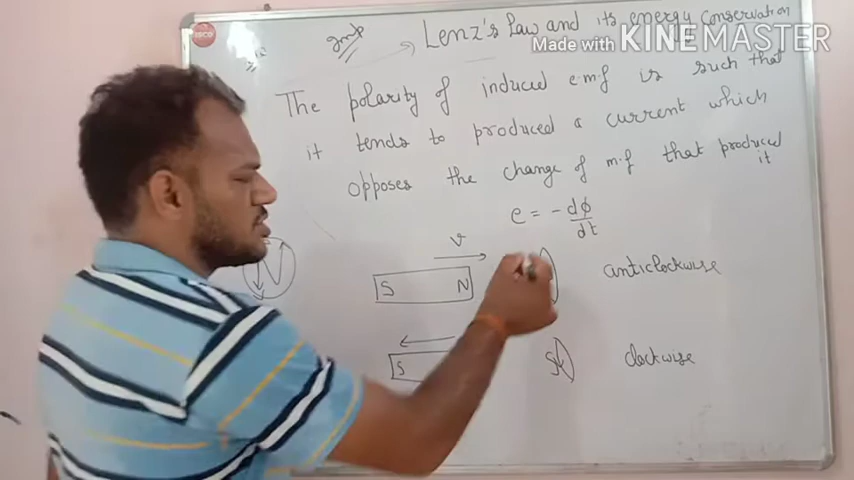 Lenz's Law and its energy conservation
Made with KINEMASTER
Imp
The polarity of induced e.m.f is such that
it tends to produced a current which
opposes the change of m.f that produced
it
e = - dφ/dt
v
S N
anticlockwise
N
S
S
clockwise